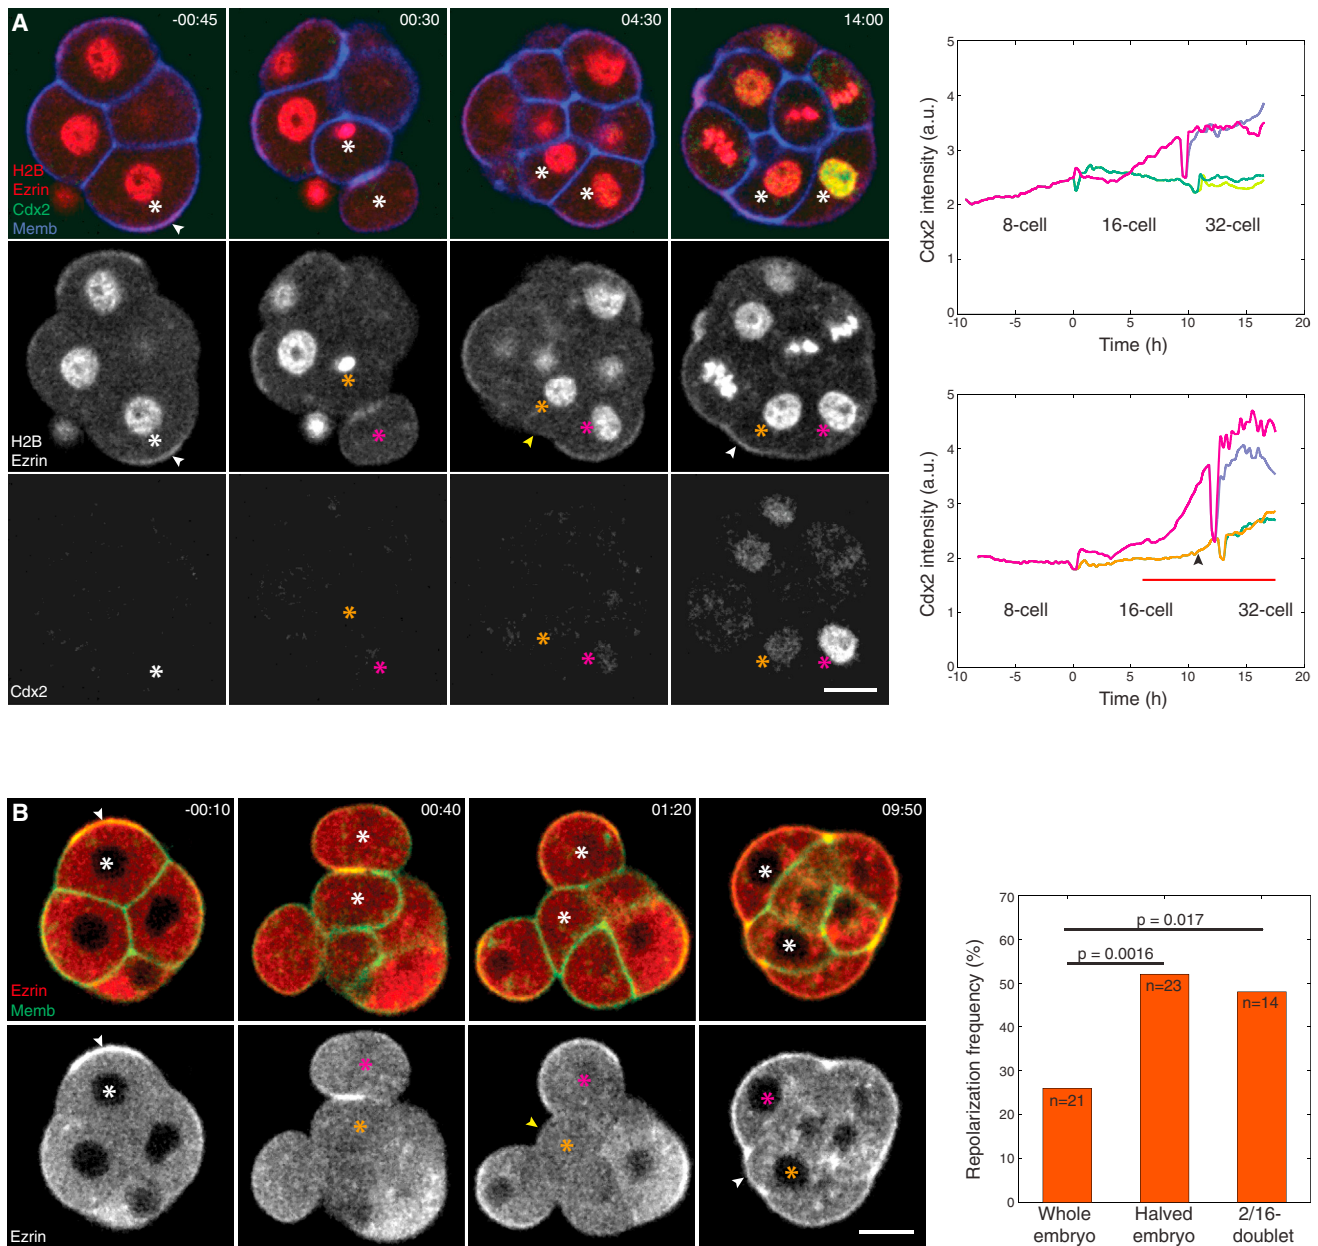 A
-00:45
00:30
04:30
14:00
H2B
Ezrin
Cdx2
Memb
H2B
Ezrin
Cdx2
Cdx2 intensity (a.u.)
5
4
3
2
1
0
8-cell
16-cell
32-cell
-10
-5
0
5
10
15
20
Time (h)
Cdx2 intensity (a.u.)
5
4
3
2
1
0
8-cell
16-cell
32-cell
-10
-5
0
5
10
15
20
Time (h)
B
-00:10
00:40
01:20
09:50
Ezrin
Memb
Ezrin
Repolarization frequency (%)
70
60
50
40
30
20
10
0
p = 0.017
p = 0.0016
n=21
n=23
n=14
Whole embryo
Halved embryo
2/16-doublet